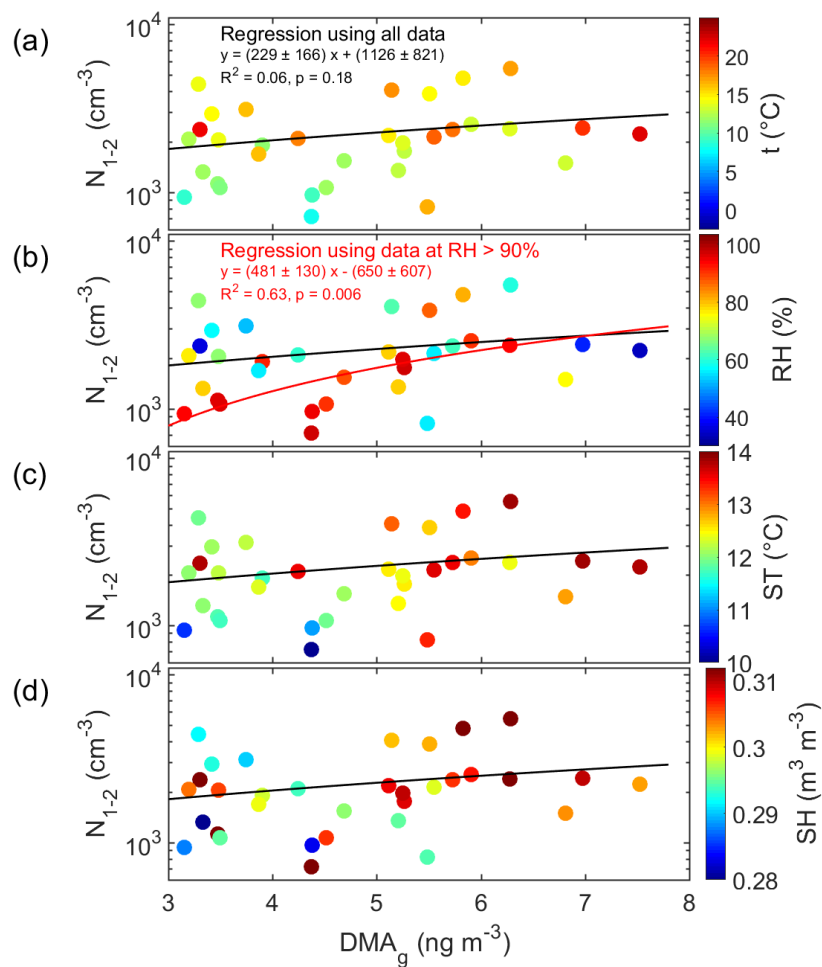 (a)
Regression using all data
y = (229 ± 166) x + (1126 ± 821)
R² = 0.06, p = 0.18
10⁴
10³
N₁₋₂ (cm⁻³)
20
15
10
5
0
t (°C)
(b)
Regression using data at RH > 90%
y = (481 ± 130) x - (650 ± 607)
R² = 0.63, p = 0.006
10⁴
10³
N₁₋₂ (cm⁻³)
100
80
60
40
RH (%)
(c)
10⁴
10³
N₁₋₂ (cm⁻³)
14
13
12
11
10
ST (°C)
(d)
10⁴
10³
N₁₋₂ (cm⁻³)
0.31
0.3
0.29
0.28
SH (m³ m⁻³)
3 4 5 6 7 8
DMA_g (ng m⁻³)